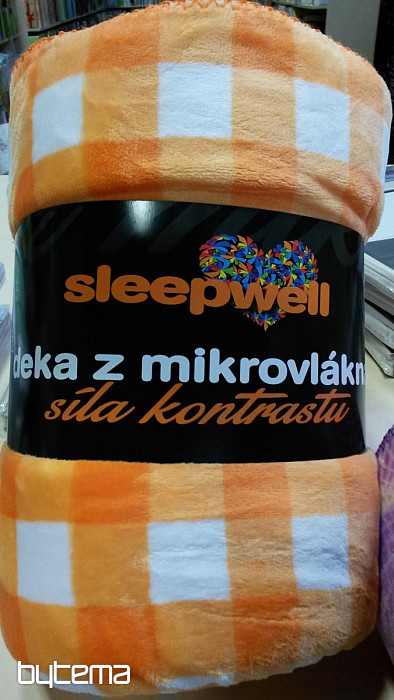 sleepwell
deka z mikrovlákn
síla kontrastu
bytema